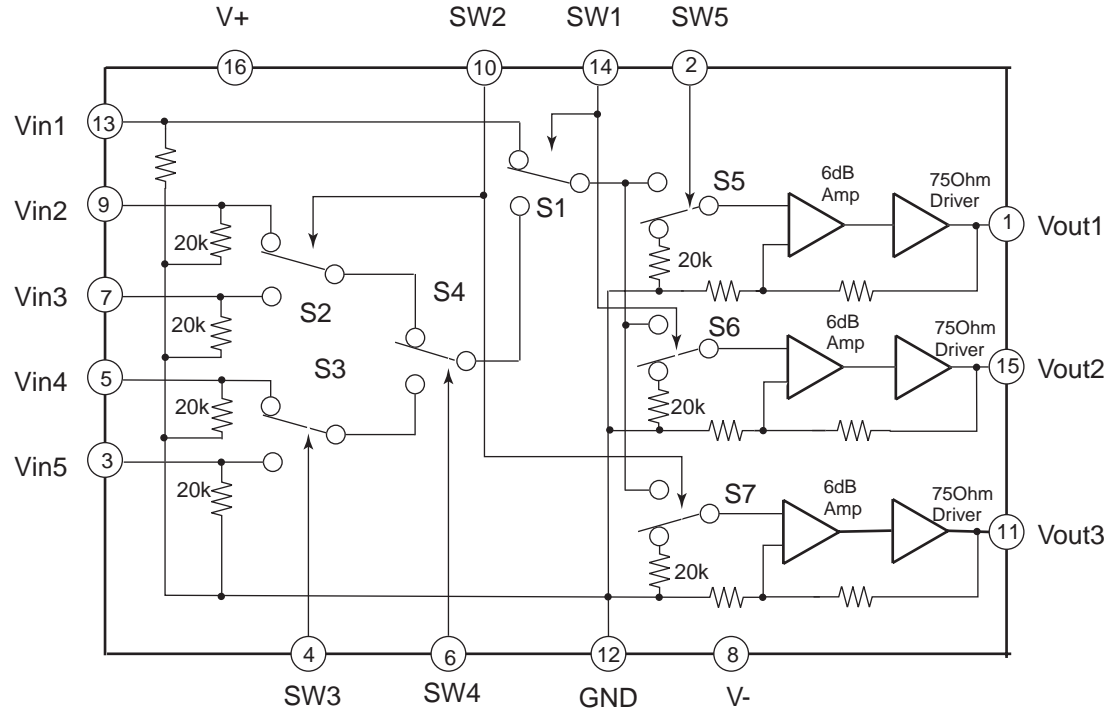 V+
SW2
SW1
SW5
16
10
14
2
Vin1
13
S1
S5
6dB
Amp
75Ohm
Driver
Vin2
9
20k
1
Vout1
20k
Vin3
7
S2
S4
S6
20k
6dB
Amp
75Ohm
Driver
Vin4
5
S3
15
Vout2
20k
20k
Vin5
3
20k
S7
6dB
Amp
75Ohm
Driver
11
Vout3
20k
4
6
12
8
SW3
SW4
GND
V-